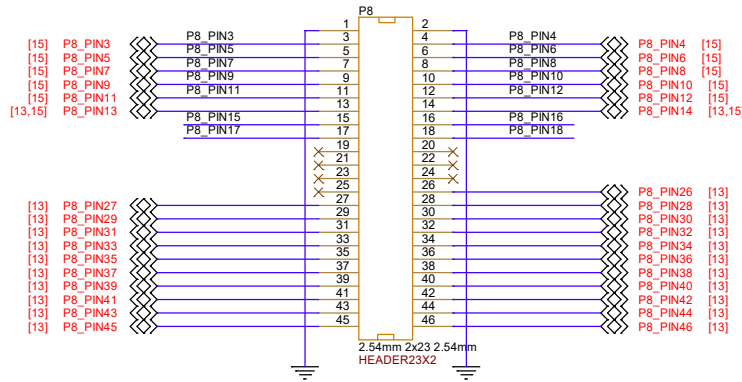 P8
1 2
P8_PIN3 3 4 P8_PIN4
[15] P8_PIN3 P8_PIN4 [15]
P8_PIN5 5 6 P8_PIN6
[15] P8_PIN5 P8_PIN6 [15]
P8_PIN7 7 8 P8_PIN8
[15] P8_PIN7 P8_PIN8 [15]
P8_PIN9 9 10 P8_PIN10
[15] P8_PIN9 P8_PIN10 [15]
P8_PIN11 11 12 P8_PIN12
[15] P8_PIN11 P8_PIN12 [15]
[13,15] P8_PIN13 13 14 P8_PIN14 [13,15
P8_PIN15 15 16 P8_PIN16
P8_PIN17 17 18 P8_PIN18
19 20
21 22
23 24
25 26 P8_PIN26 [13]
[13] P8_PIN27 27 28 P8_PIN28 [13]
[13] P8_PIN29 29 30 P8_PIN30 [13]
[13] P8_PIN31 31 32 P8_PIN32 [13]
[13] P8_PIN33 33 34 P8_PIN34 [13]
[13] P8_PIN35 35 36 P8_PIN36 [13]
[13] P8_PIN37 37 38 P8_PIN38 [13]
[13] P8_PIN39 39 40 P8_PIN40 [13]
[13] P8_PIN41 41 42 P8_PIN42 [13]
[13] P8_PIN43 43 44 P8_PIN44 [13]
[13] P8_PIN45 45 46 P8_PIN46 [13]
2.54mm 2x23 2.54mm
HEADER23X2